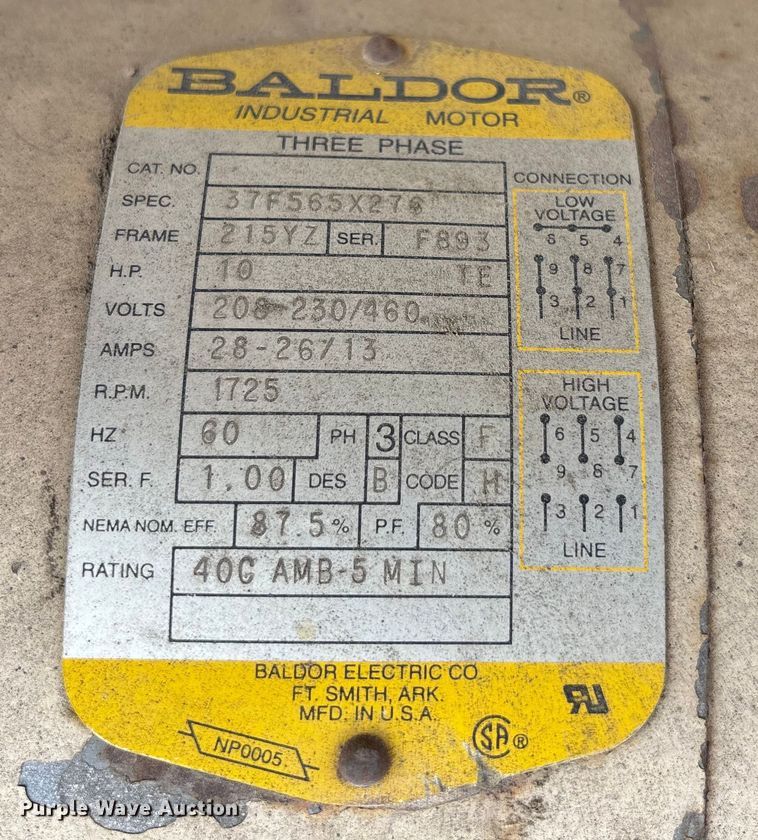 BALDOR®
INDUSTRIAL MOTOR
THREE PHASE
CAT. NO.
SPEC. 37F565X276
FRAME 215YZ SER. F893
H.P. 10 TE
VOLTS 208-230/460
AMPS 28-26/13
R.P.M. 1725
HZ 60 PH 3 CLASS F
SER. F. 1.00 DES B CODE H
NEMA NOM. EFF. 87.5% P.F. 80%
RATING 40C AMB-5 MIN
CONNECTION
LOW
VOLTAGE
6 5 4
9 8 7
3 2 1
LINE
HIGH
VOLTAGE
6 5 4
9 8 7
3 2 1
LINE
BALDOR ELECTRIC CO.
FT. SMITH, ARK.
MFD. IN U.S.A.
NP0005
SA®
Purple Wave Auction